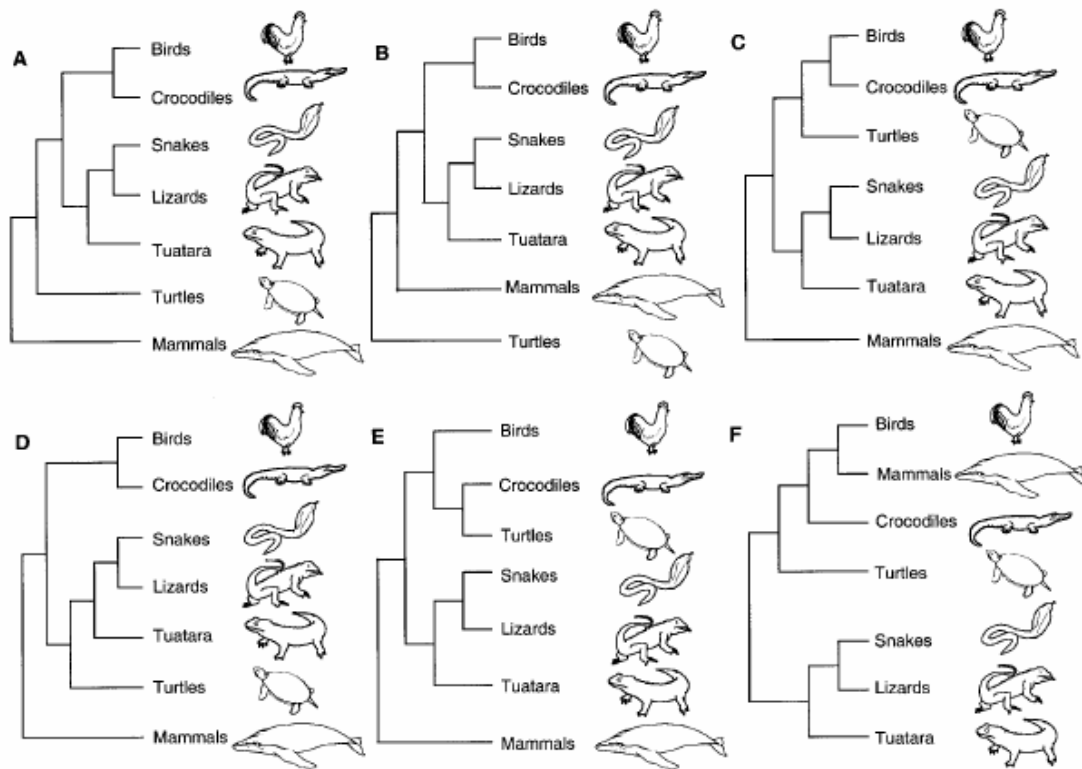 A
Birds
Crocodiles
Snakes
Lizards
Tuatara
Turtles
Mammals
B
Birds
Crocodiles
Snakes
Lizards
Tuatara
Mammals
Turtles
C
Birds
Crocodiles
Turtles
Snakes
Lizards
Tuatara
Mammals
D
Birds
Crocodiles
Snakes
Lizards
Tuatara
Turtles
Mammals
E
Birds
Crocodiles
Turtles
Snakes
Lizards
Tuatara
Mammals
F
Birds
Mammals
Crocodiles
Turtles
Snakes
Lizards
Tuatara